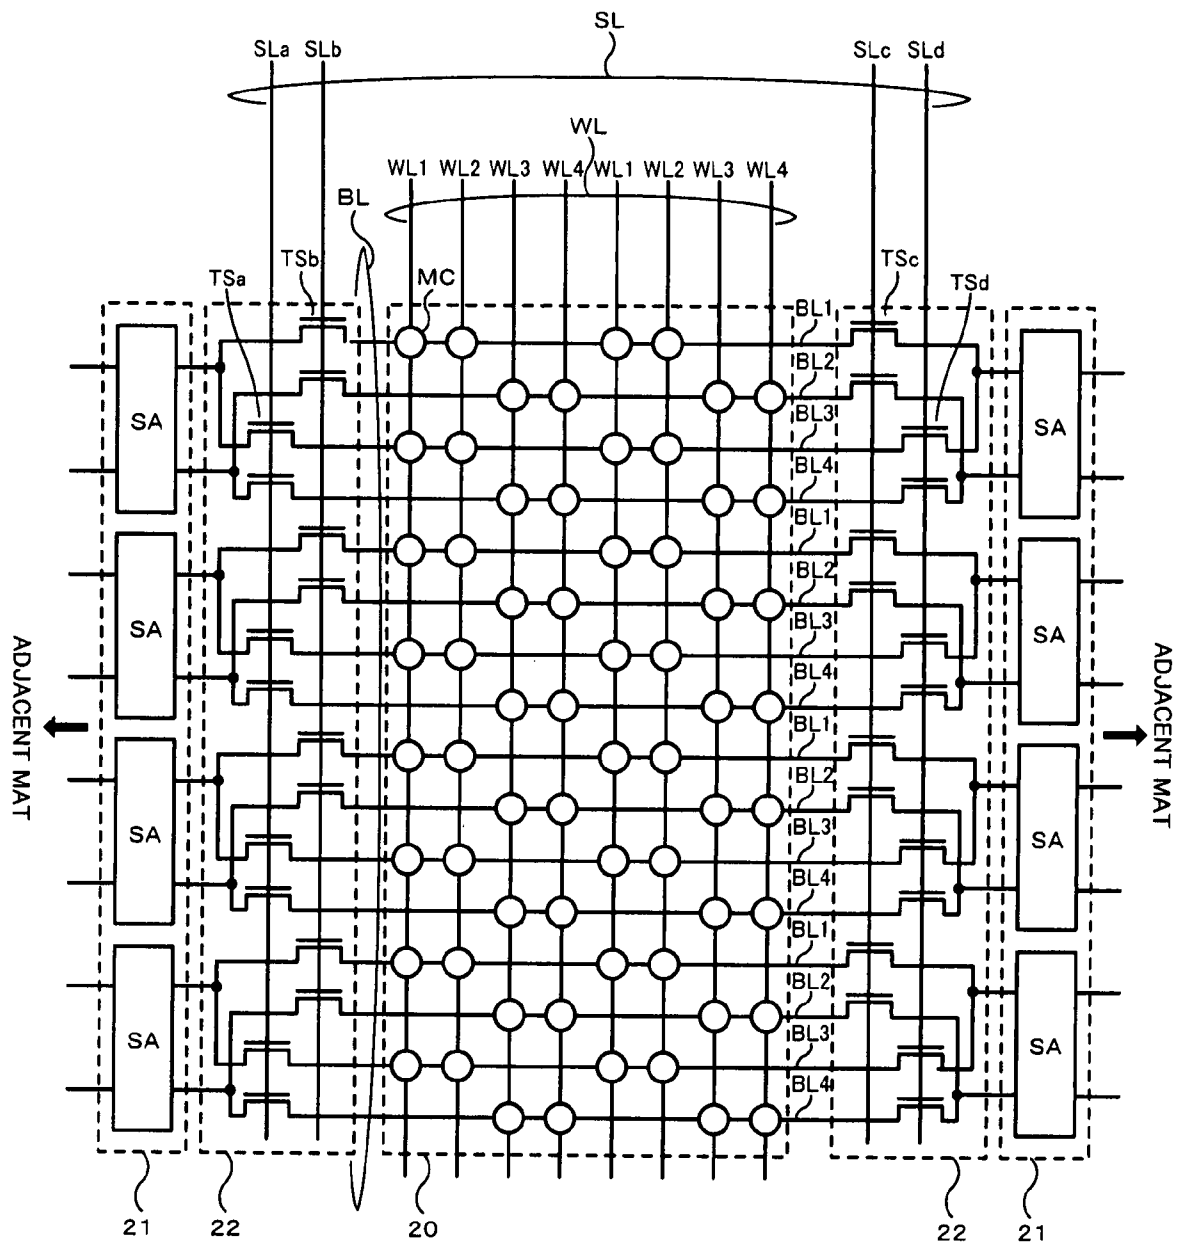 SL
SLa SLb SLc SLd
WL
WL1 WL2 WL3 WL4 WL1 WL2 WL3 WL4
BL
TSa TSb MC TSc TSd
BL1
BL2
BL3
BL4
BL1
BL2
BL3
BL4
BL1
BL2
BL3
BL4
BL1
BL2
BL3
BL4
SA SA
SA SA
SA SA
SA SA
ADJACENT MAT
ADJACENT MAT
21 22 20 22 21